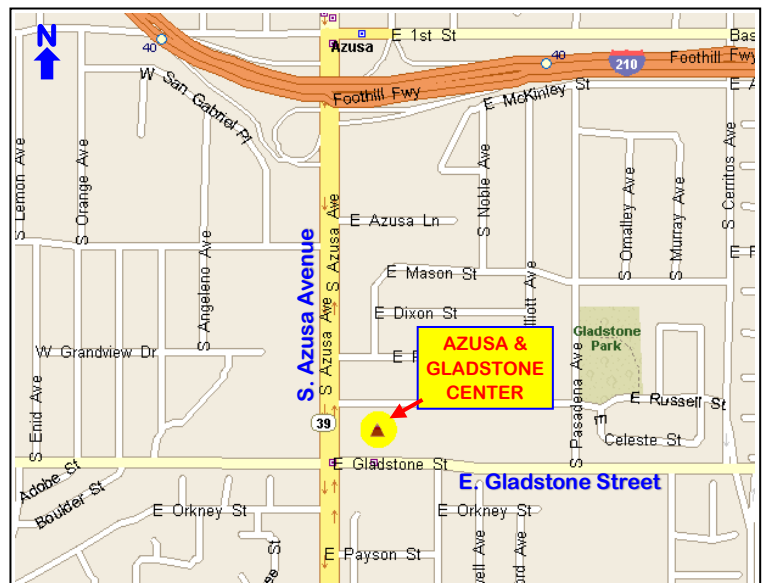 N
E 1st St
Bas
Azusa
40
40
210
Foothill Fwy
Foothill Fwy
W San Gabriel Pl
E McKinley St
E A
S Lemon Ave
S Orange Ave
S Angeleno Ave
S. Azusa Avenue
S Azusa Ave
S Azusa Ave
E Azusa Ln
S Noble Ave
S Omalley Ave
S Murray Ave
S Cerritos Ave
E F
E Mason St
lliott Ave
E Dixon St
Gladstone
Park
W Grandview Dr
AZUSA &
GLADSTONE
CENTER
S Enid Ave
S Pasadena Ave
E Russell St
39
E
Celeste St
E Gladstone St
E. Gladstone Street
Adobe St
Boulder St
E Orkney St
E Orkney St
E Payson St